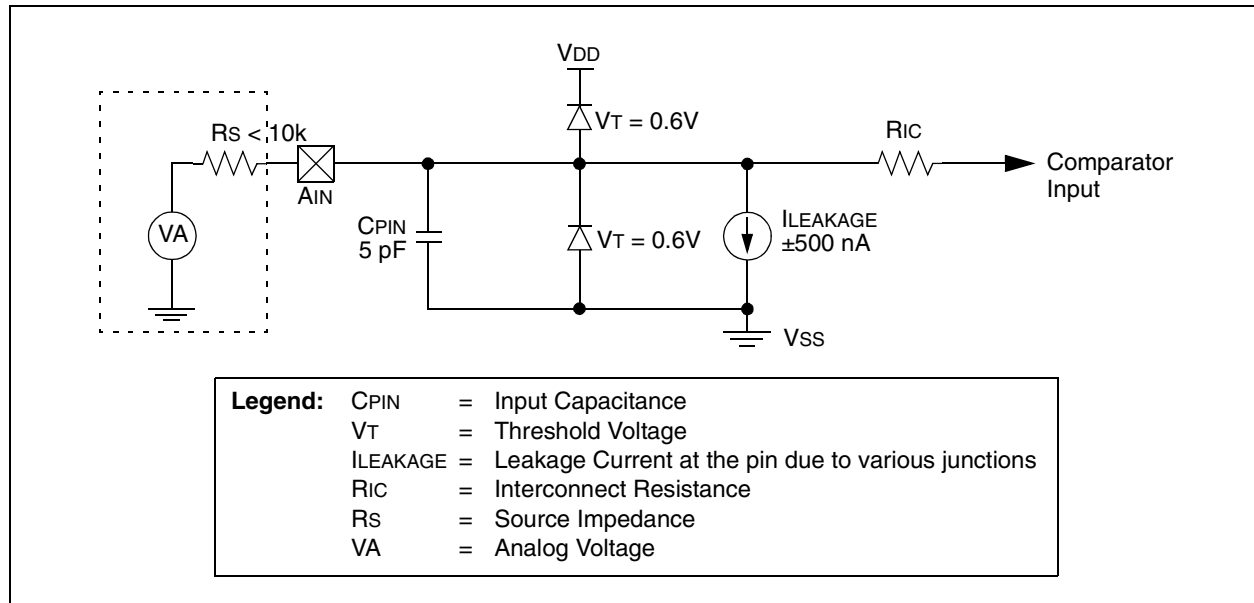 VDD
RS < 10k
VT = 0.6V
RIC
AIN
Comparator
Input
VA
CPIN
5 pF
VT = 0.6V
ILEAKAGE
±500 nA
VSS
Legend: CPIN = Input Capacitance
VT = Threshold Voltage
ILEAKAGE = Leakage Current at the pin due to various junctions
RIC = Interconnect Resistance
RS = Source Impedance
VA = Analog Voltage